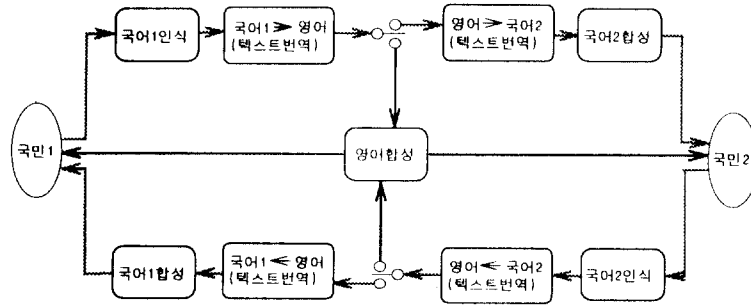 국어1인식
국어1 ➤ 영어
(텍스트번역)
영어 ➤ 국어2
(텍스트번역)
국어2합성
국민1
영어합성
국민2
국어1합성
국어1 ← 영어
(텍스트번역)
영어 ← 국어2
(텍스트번역)
국어2인식